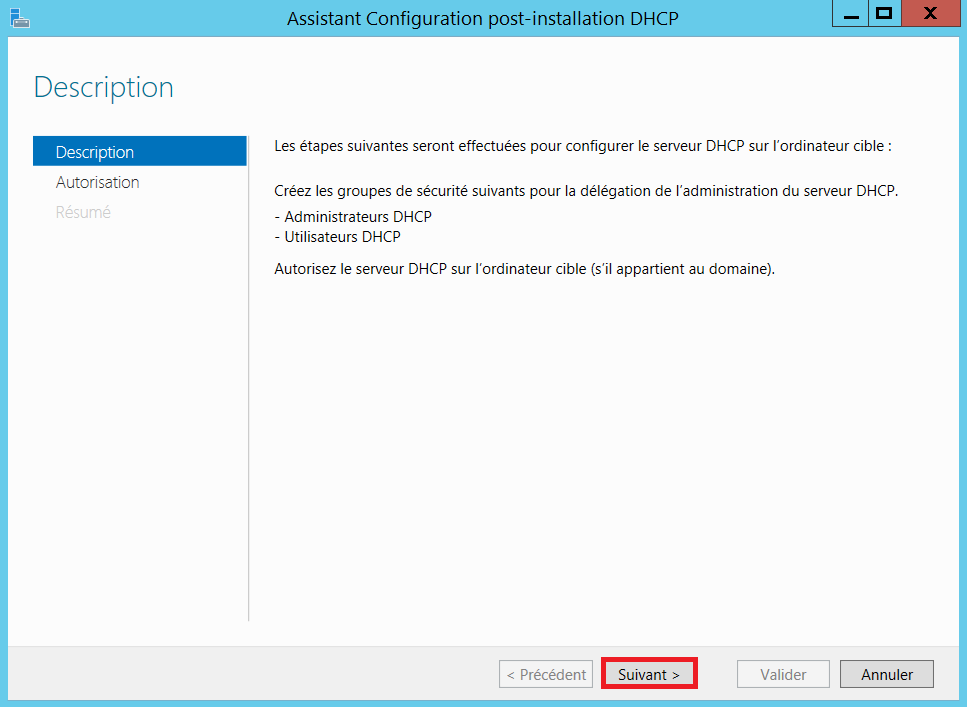 Assistant Configuration post-installation DHCP
X
Description
Description
Autorisation
Résumé
Les étapes suivantes seront effectuées pour configurer le serveur DHCP sur l'ordinateur cible :
Créez les groupes de sécurité suivants pour la délégation de l'administration du serveur DHCP.
- Administrateurs DHCP
- Utilisateurs DHCP
Autorisez le serveur DHCP sur l'ordinateur cible (s'il appartient au domaine).
< Précédent
Suivant >
Valider
Annuler